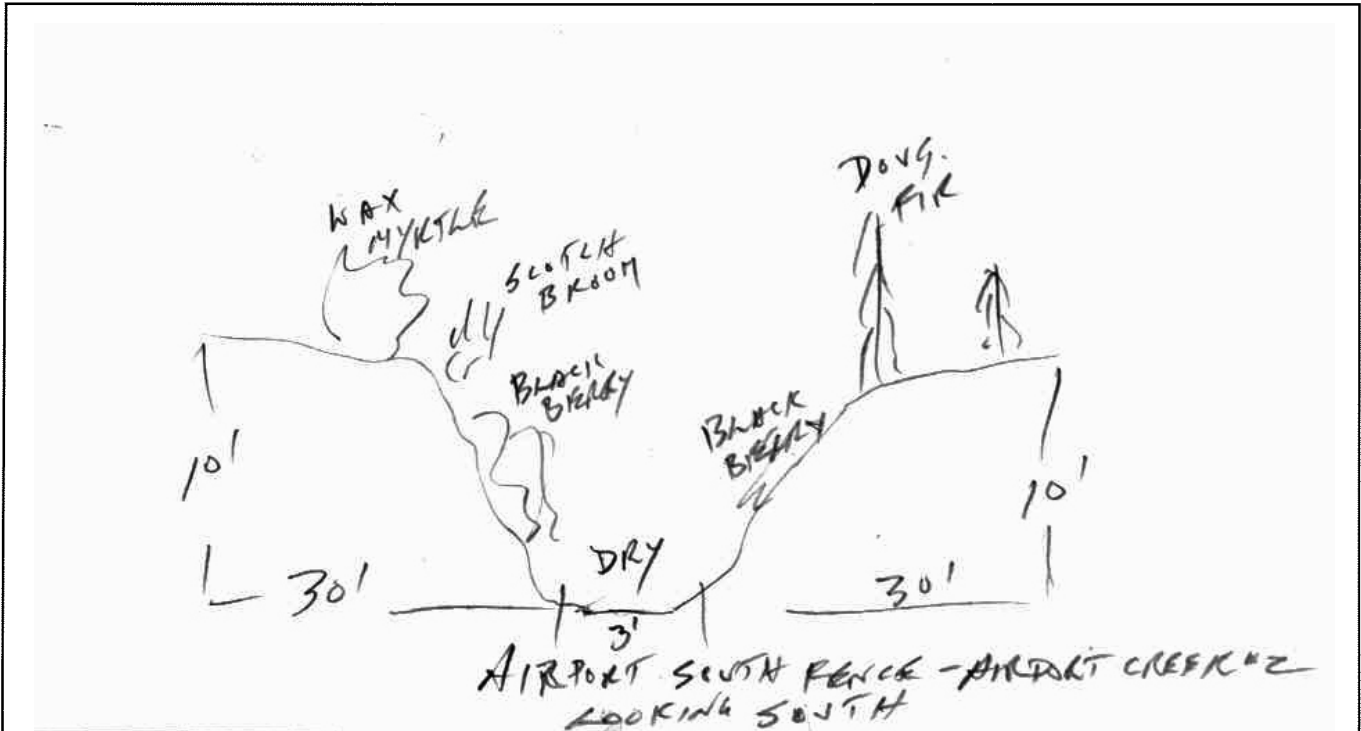 WAX
MYRTLE
SCOTCH
BROOM
BLACK
BERRY
DOUG.
FIR
BLACK
BERRY
10'
10'
DRY
30'
3'
30'
AIRPORT SOUTH FENCE - AIRPORT CREEK #2
LOOKING SOUTH